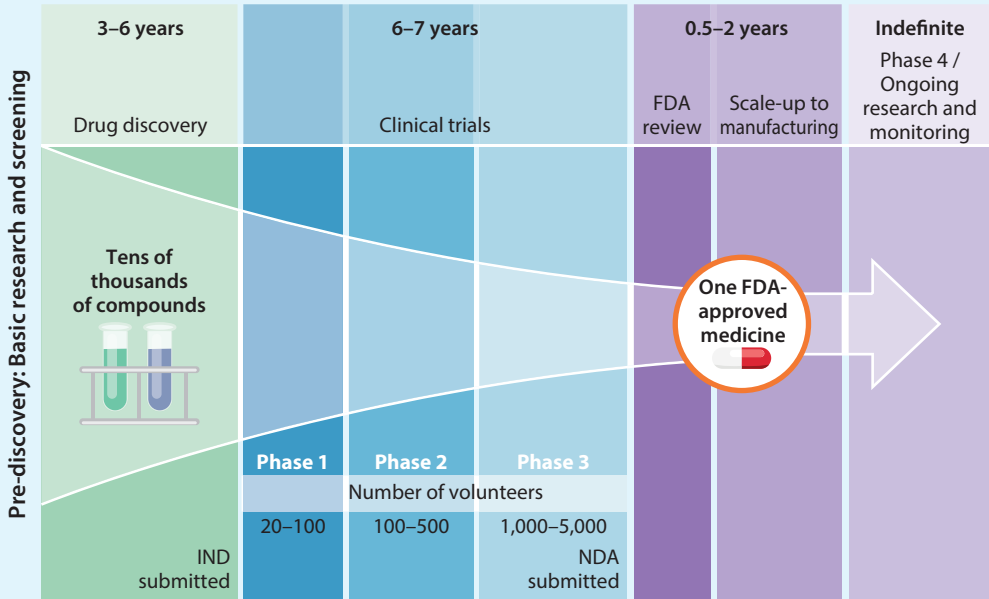 Pre-discovery: Basic research and screening
3–6 years
Drug discovery
6–7 years
Clinical trials
0.5–2 years
FDA
review
Scale-up to
manufacturing
Indefinite
Phase 4 /
Ongoing
research and
monitoring
Tens of
thousands
of compounds
One FDA-
approved
medicine
Phase 1
Phase 2
Phase 3
Number of volunteers
20–100
100–500
1,000–5,000
IND
submitted
NDA
submitted